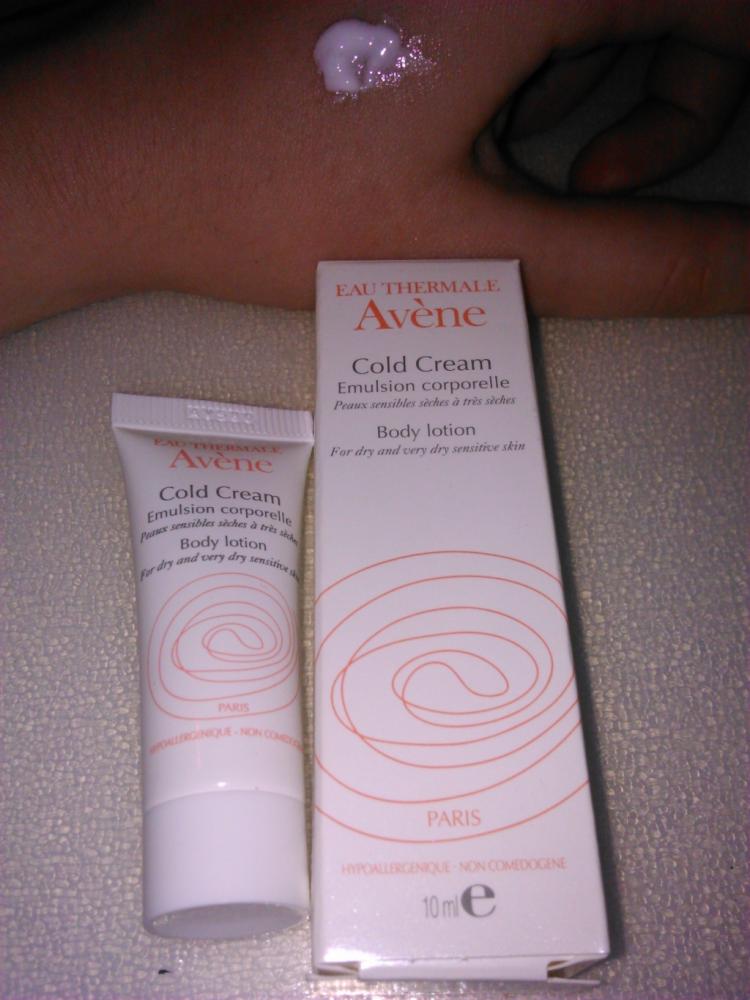 EAU THERMALE
Avène
Cold Cream
Emulsion corporelle
Peaux sensibles sèches à très sèches
Body lotion
For dry and very dry sensitive skin
PARIS
HYPOALLERGENIQUE - NON COMEDOGENE
10 ml e
EAU THERMALE
Avène
Cold Cream
Emulsion corporelle
Peaux sensibles sèches à très sèches
Body lotion
For dry and very dry sensitive
PARIS
HYPOALLERGENIQUE - NON